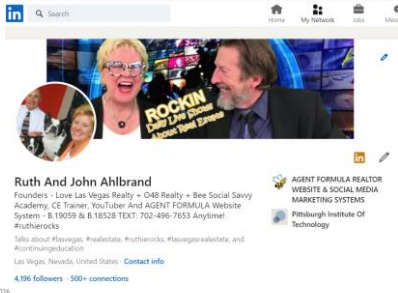 in Search
Home My Network Jobs
ROCKIN
Daily Live Shows
About Real Estate
in
Ruth And John Ahlbrand
Founders - Love Las Vegas Realty + O48 Realty + Bee Social Savvy
Academy, CE Trainer, YouTuber And AGENT FORMULA Website
System - B.19059 & B.18528 TEXT: 702-496-7653 Anytime!
#ruthierocks
Talks about #lasvegas, #realestate, #ruthierocks, #lasvegasrealestate, and
#continuingeducation
Las Vegas, Nevada, United States · Contact info
4,196 followers · 500+ connections
AGENT FORMULA REALTOR
WEBSITE & SOCIAL MEDIA
MARKETING SYSTEMS
Pittsburgh Institute Of
Technology